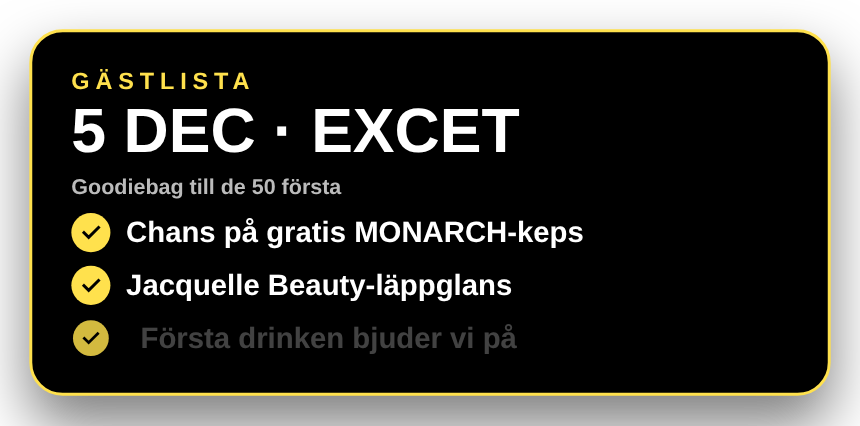 GÄSTLISTA
5 DEC · EXCET
Goodiebag till de 50 första
Chans på gratis MONARCH-keps
Jacquelle Beauty-läppglans
Första drinken bjuder vi på